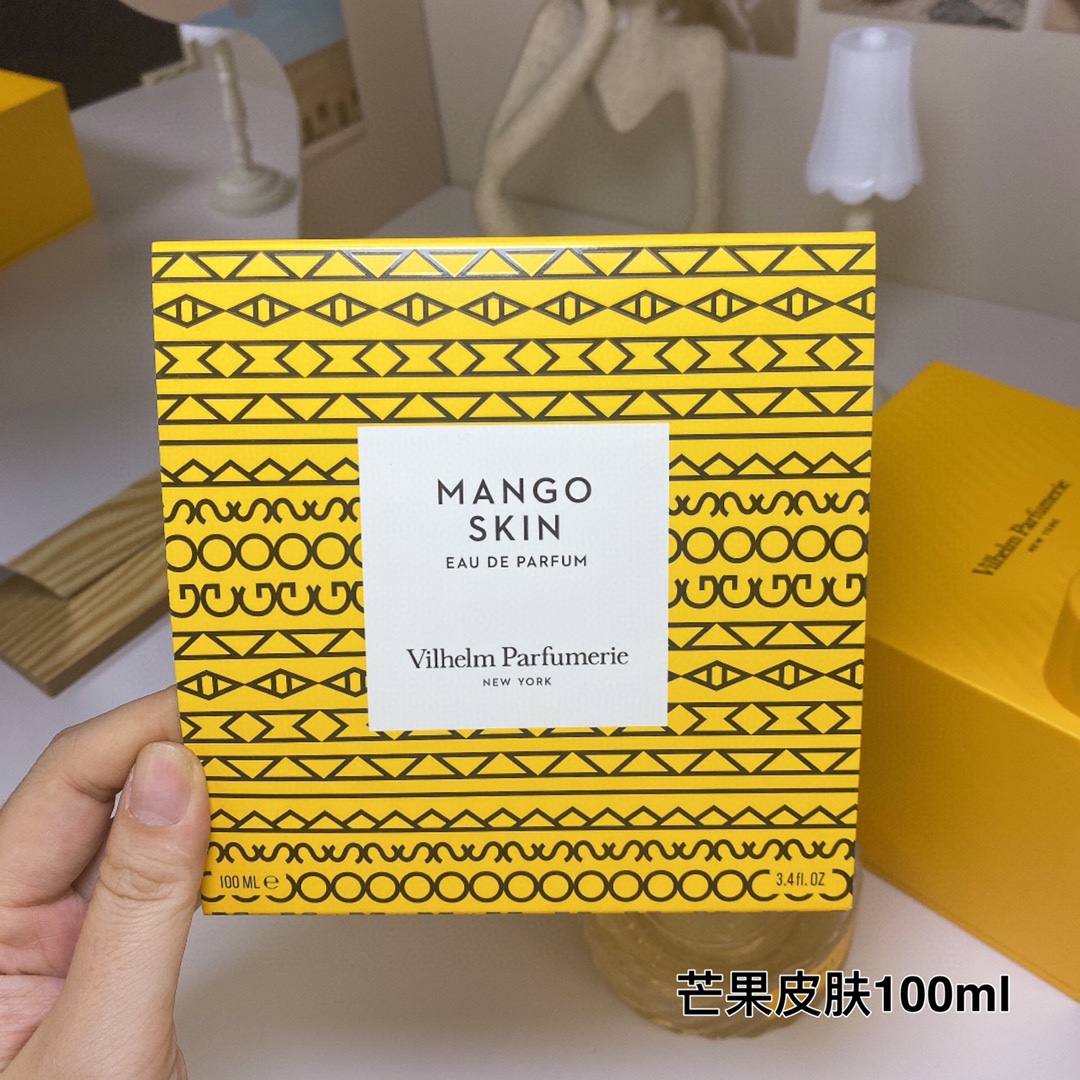 MANGO
SKIN
EAU DE PARFUM
Vilhelm Parfumerie
NEW YORK
100 ML ℮
3.4 fl. OZ
Vilhelm Parfumerie
NEW YORK
芒果皮肤100ml